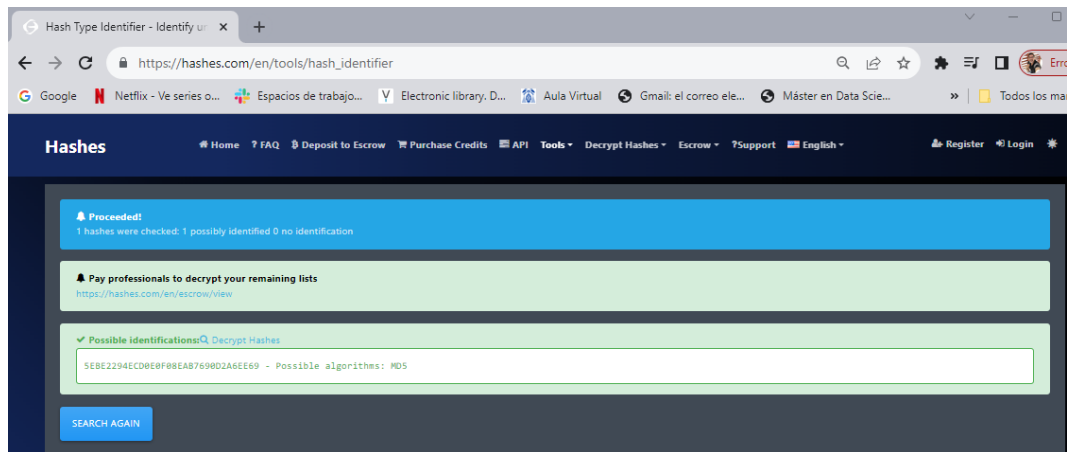 Hash Type Identifier - Identify un
https://hashes.com/en/tools/hash_identifier
Erro
Google Netflix - Ve series o... Espacios de trabajo... Electronic library. D... Aula Virtual Gmail: el correo ele... Máster en Data Scie... » Todos los mar
Hashes Home ? FAQ Deposit to Escrow Purchase Credits API Tools Decrypt Hashes Escrow ?Support English Register Login
Proceeded!
1 hashes were checked: 1 possibly identified 0 no identification
Pay professionals to decrypt your remaining lists
https://hashes.com/en/escrow/view
Possible identifications: Decrypt Hashes
5EBE2294ECD0E0F08EAB7690D2A6EE69 - Possible algorithms: MD5
SEARCH AGAIN